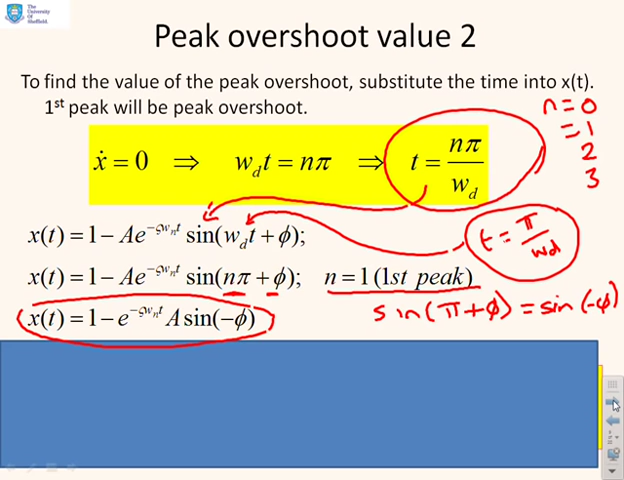 The
University
Of
Sheffield.
Peak overshoot value 2
To find the value of the peak overshoot, substitute the time into x(t).
1st peak will be peak overshoot.
n=0
=1
2
3
ẋ = 0 ⇒ w_d t = nπ ⇒ t = nπ / w_d
x(t) = 1 − Ae^{−ςw_n t} sin(w_d t + ϕ);
t = π / wd
x(t) = 1 − Ae^{−ςw_n t} sin(nπ + ϕ); n = 1 (1st peak)
sin(π+ϕ) = sin(-ϕ)
x(t) = 1 − e^{−ςw_n t} A sin(−ϕ)